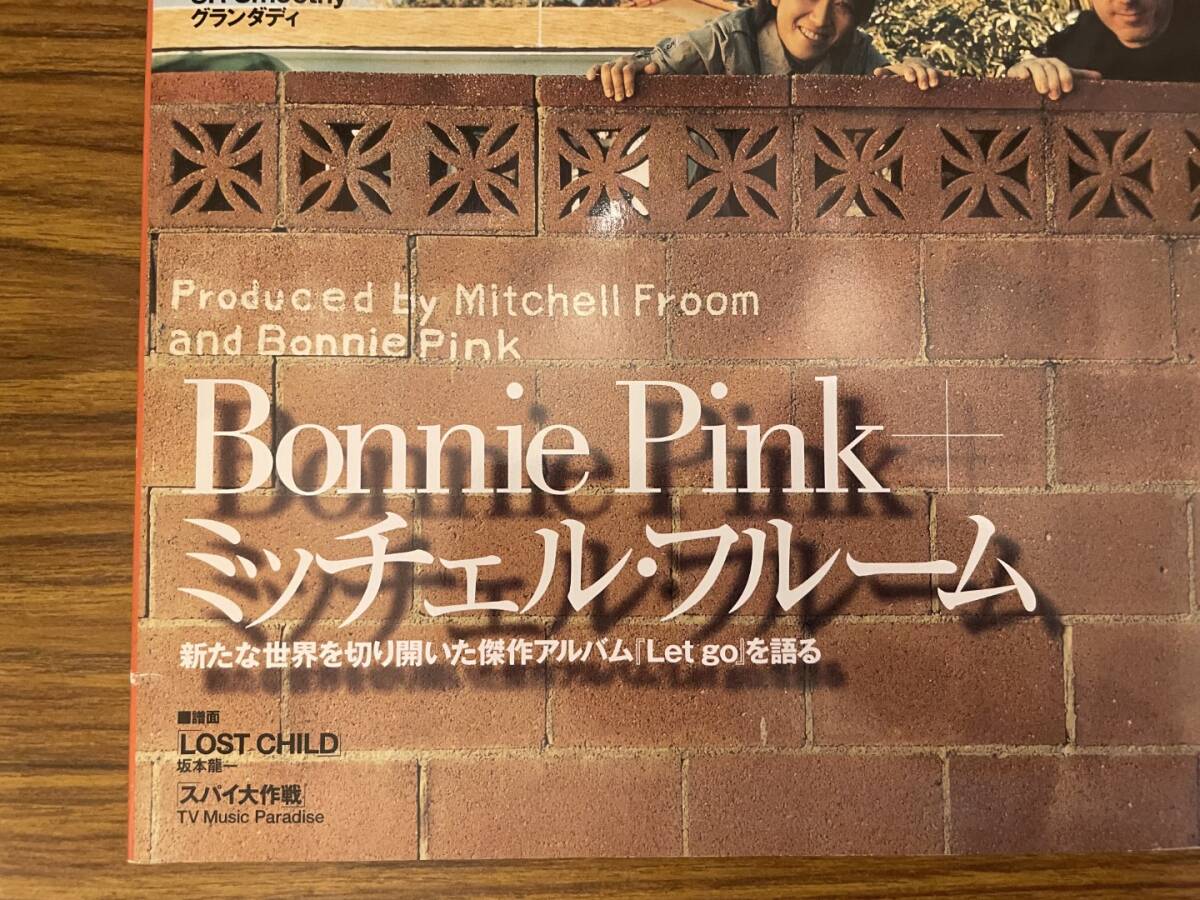 グランダディ
Produced by Mitchell Froom
and Bonnie Pink
Bonnie Pink+
ミッチェル・フルーム
新たな世界を切り開いた傑作アルバム『Let go』を語る
■譜面
「LOST CHILD」
坂本龍一
「スパイ大作戦」
TV Music Paradise